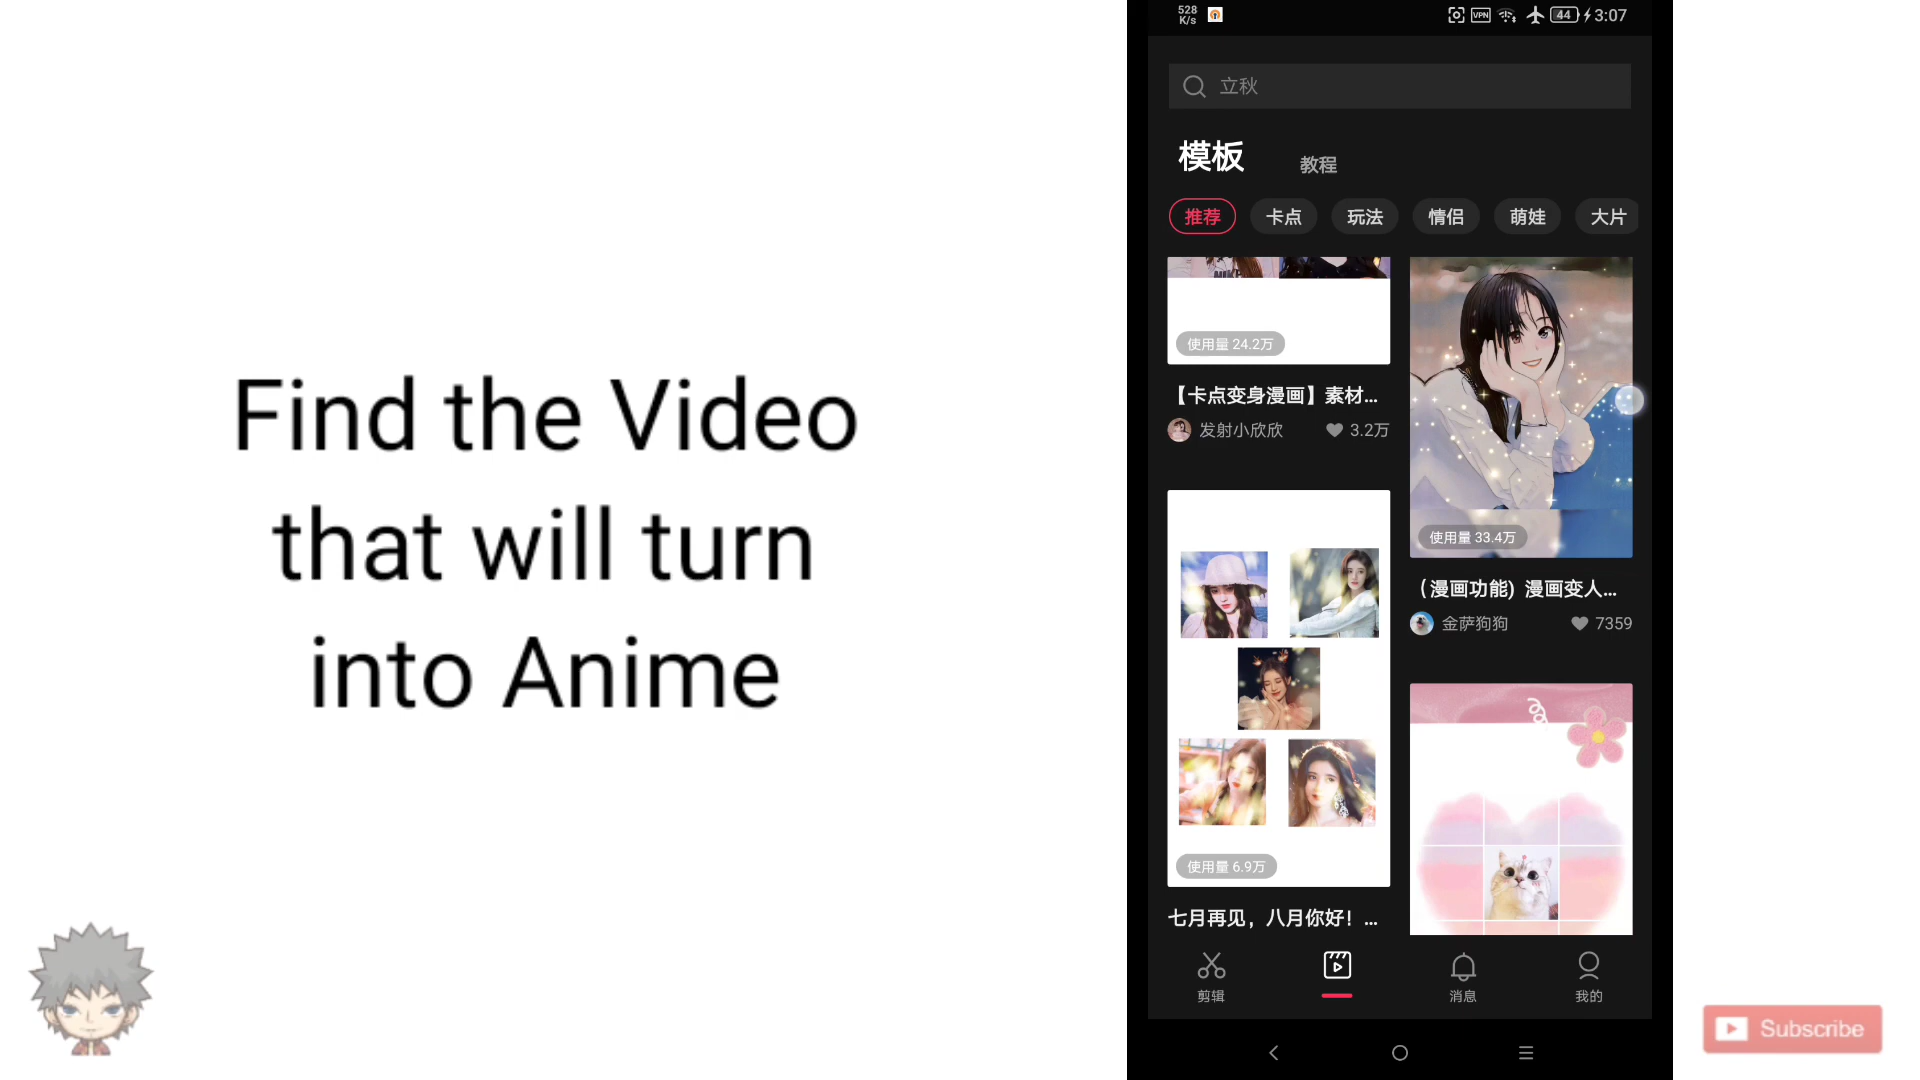 Find the Video
that will turn
into Anime
528
K/s
VPN
44
3:07
立秋
模板
教程
推荐
卡点
玩法
情侣
萌娃
大片
使用量 24.2万
【卡点变身漫画】素材...
发射小欣欣
3.2万
使用量 33.4万
（漫画功能）漫画变人...
金萨狗狗
7359
使用量 6.9万
七月再见，八月你好！...
剪辑
消息
我的
Subscribe